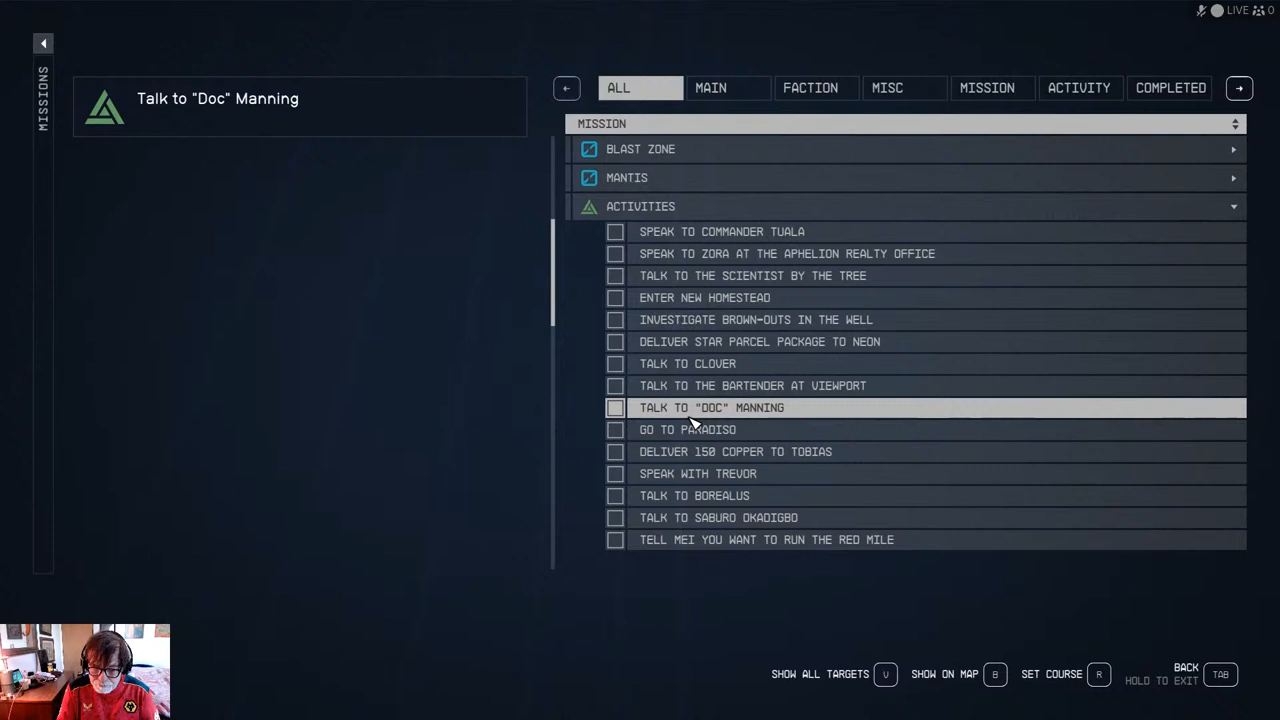 LIVE 0
MISSIONS
Talk to "Doc" Manning
ALL MAIN FACTION MISC MISSION ACTIVITY COMPLETED
MISSION
BLAST ZONE
MANTIS
ACTIVITIES
SPEAK TO COMMANDER TUALA
SPEAK TO ZORA AT THE APHELION REALTY OFFICE
TALK TO THE SCIENTIST BY THE TREE
ENTER NEW HOMESTEAD
INVESTIGATE BROWN-OUTS IN THE WELL
DELIVER STAR PARCEL PACKAGE TO NEON
TALK TO CLOVER
TALK TO THE BARTENDER AT VIEWPORT
TALK TO "DOC" MANNING
GO TO PARADISO
DELIVER 150 COPPER TO TOBIAS
SPEAK WITH TREVOR
TALK TO BOREALUS
TALK TO SABURO OKADIGBO
TELL MEI YOU WANT TO RUN THE RED MILE
SHOW ALL TARGETS V SHOW ON MAP B SET COURSE R BACK
HOLD TO EXIT TAB